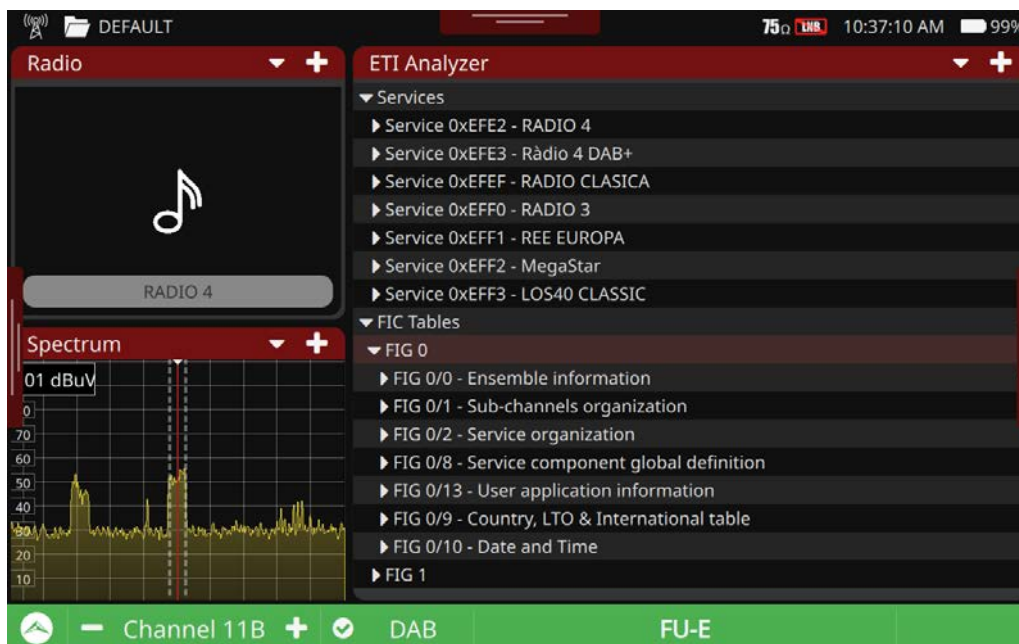 DEFAULT
75Ω LNB 10:37:10 AM 99%
Radio
RADIO 4
Spectrum
01 dBuV
0
70
60
50
40
30
20
10
ETI Analyzer
Services
Service 0xEFE2 - RADIO 4
Service 0xEFE3 - Ràdio 4 DAB+
Service 0xEFEF - RADIO CLASICA
Service 0xEFF0 - RADIO 3
Service 0xEFF1 - REE EUROPA
Service 0xEFF2 - MegaStar
Service 0xEFF3 - LOS40 CLASSIC
FIC Tables
FIG 0
FIG 0/0 - Ensemble information
FIG 0/1 - Sub-channels organization
FIG 0/2 - Service organization
FIG 0/8 - Service component global definition
FIG 0/13 - User application information
FIG 0/9 - Country, LTO & International table
FIG 0/10 - Date and Time
FIG 1
Channel 11B DAB FU-E